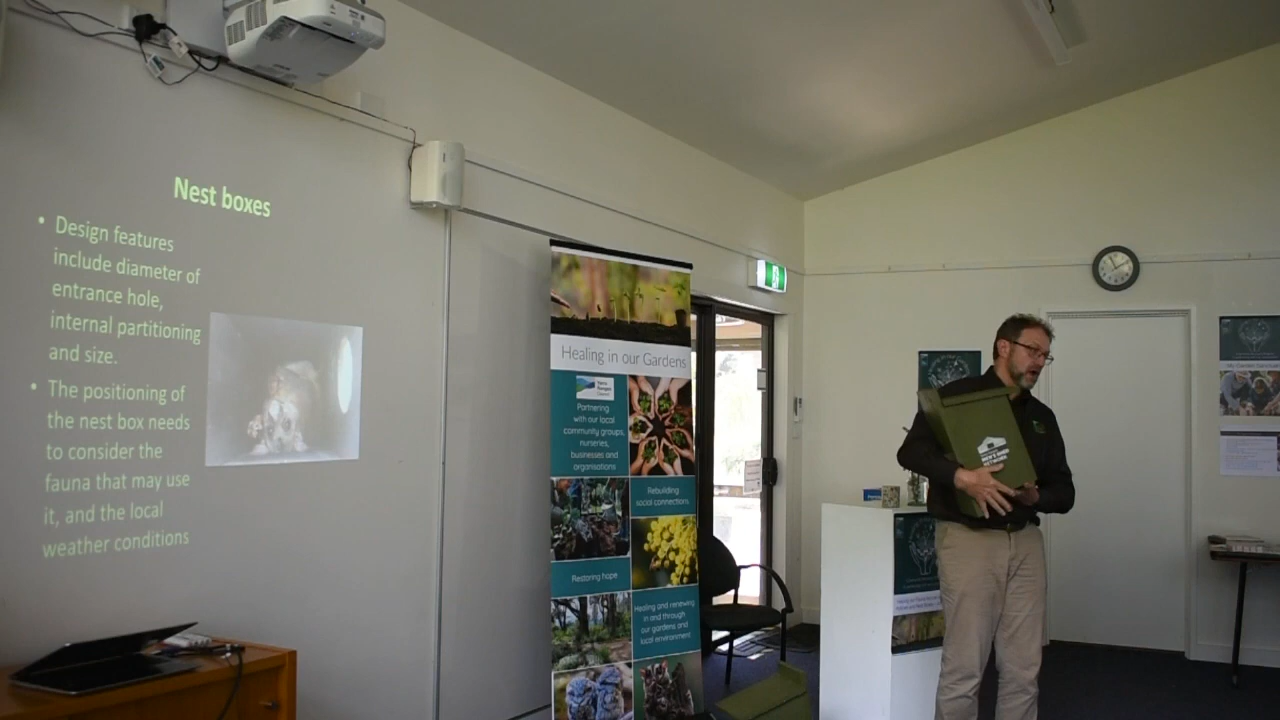 Nest boxes
• Design features
include diameter of
entrance hole,
internal partitioning
and size.
• The positioning of
the nest box needs
to consider the
fauna that may use
it, and the local
weather conditions
Healing in our Gardens
Partnering
with our local
community groups,
nurseries,
businesses and
organisations
Rebuilding
social connections
Restoring hope
Healing and renewing
in and through
our gardens and
local environment
MEN'S SHED
NETWORK